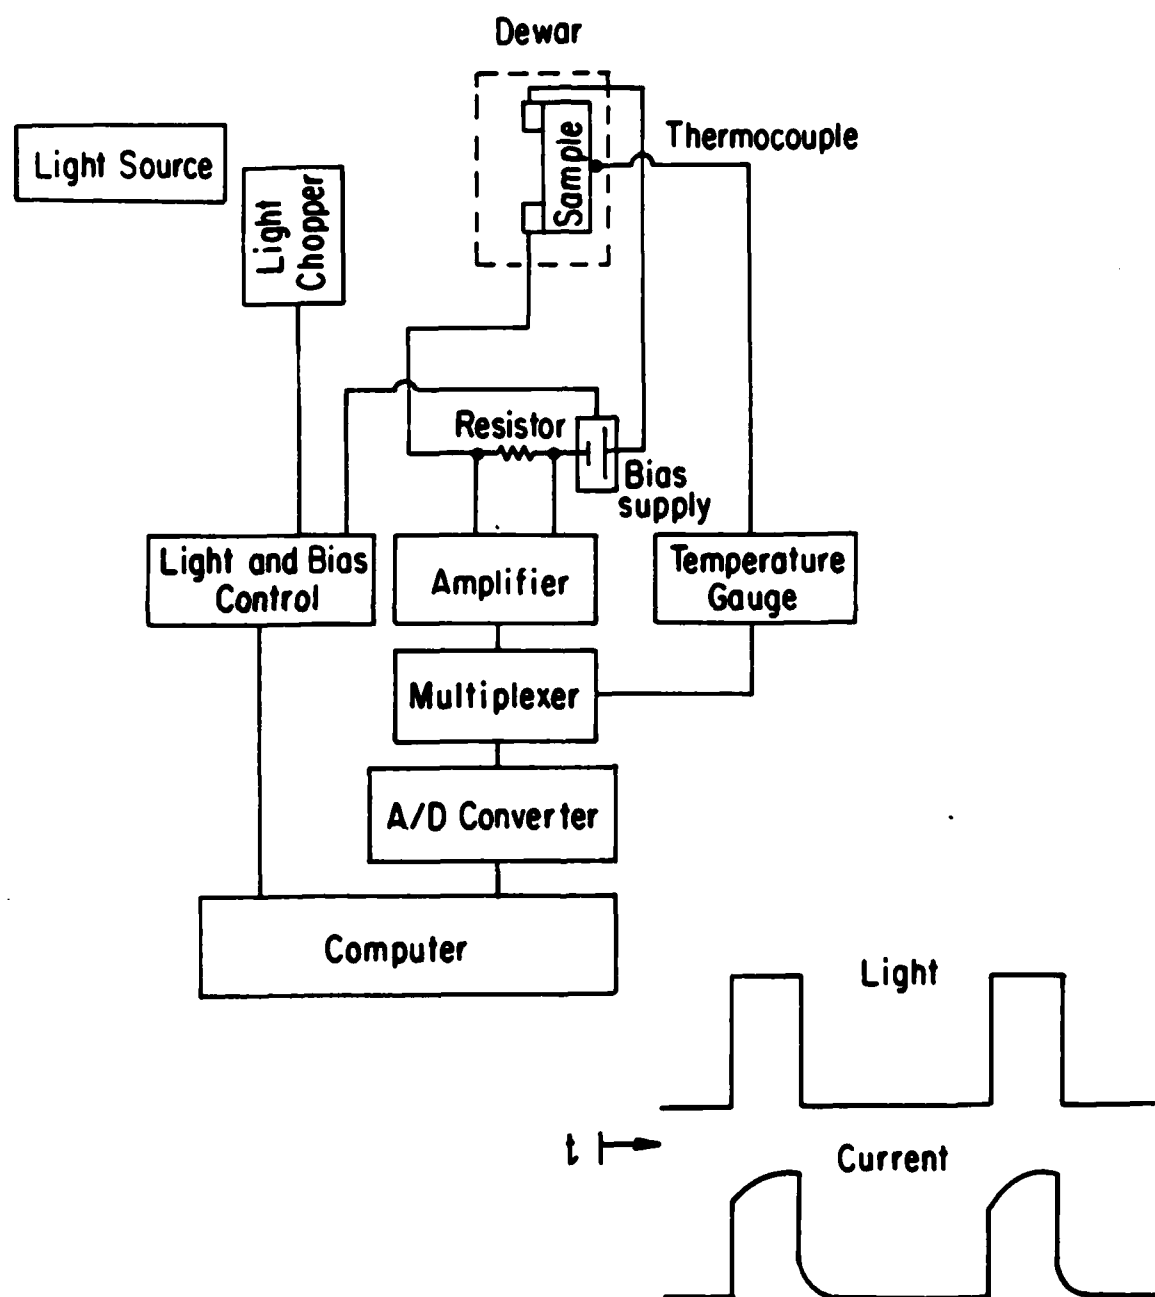 Dewar
Light Source
Light
Chopper
Sample
Thermocouple
Resistor
Bias
supply
Light and Bias
Control
Amplifier
Temperature
Gauge
Multiplexer
A/D Converter
Computer
Light
t
Current